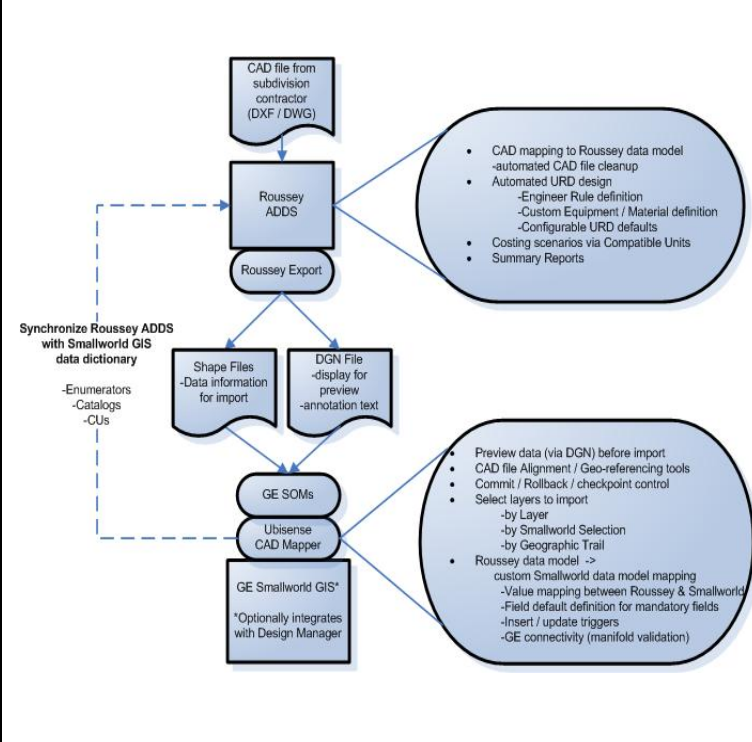 CAD file from
subdivision
contractor
(DXF / DWG)
Roussey
ADDS
Roussey Export
• CAD mapping to Roussey data model
-automated CAD file cleanup
• Automated URD design
-Engineer Rule definition
-Custom Equipment / Material definition
-Configurable URD defaults
• Costing scenarios via Compatible Units
• Summary Reports
Synchronize Roussey ADDS
with Smallworld GIS
data dictionary
-Enumerators
-Catalogs
-CUs
Shape Files
-Data information
for import
DGN File
-display for
preview
-annotation text
GE SOMs
Ubisense
CAD Mapper
GE Smallworld GIS*
*Optionally integrates
with Design Manager
• Preview data (via DGN) before import
• CAD file Alignment / Geo-referencing tools
• Commit / Rollback / checkpoint control
• Select layers to import
-by Layer
-by Smallworld Selection
-by Geographic Trail
• Roussey data model ->
custom Smallworld data model mapping
-Value mapping between Roussey & Smallworld
-Field default definition for mandatory fields
-Insert / update triggers
-GE connectivity (manifold validation)